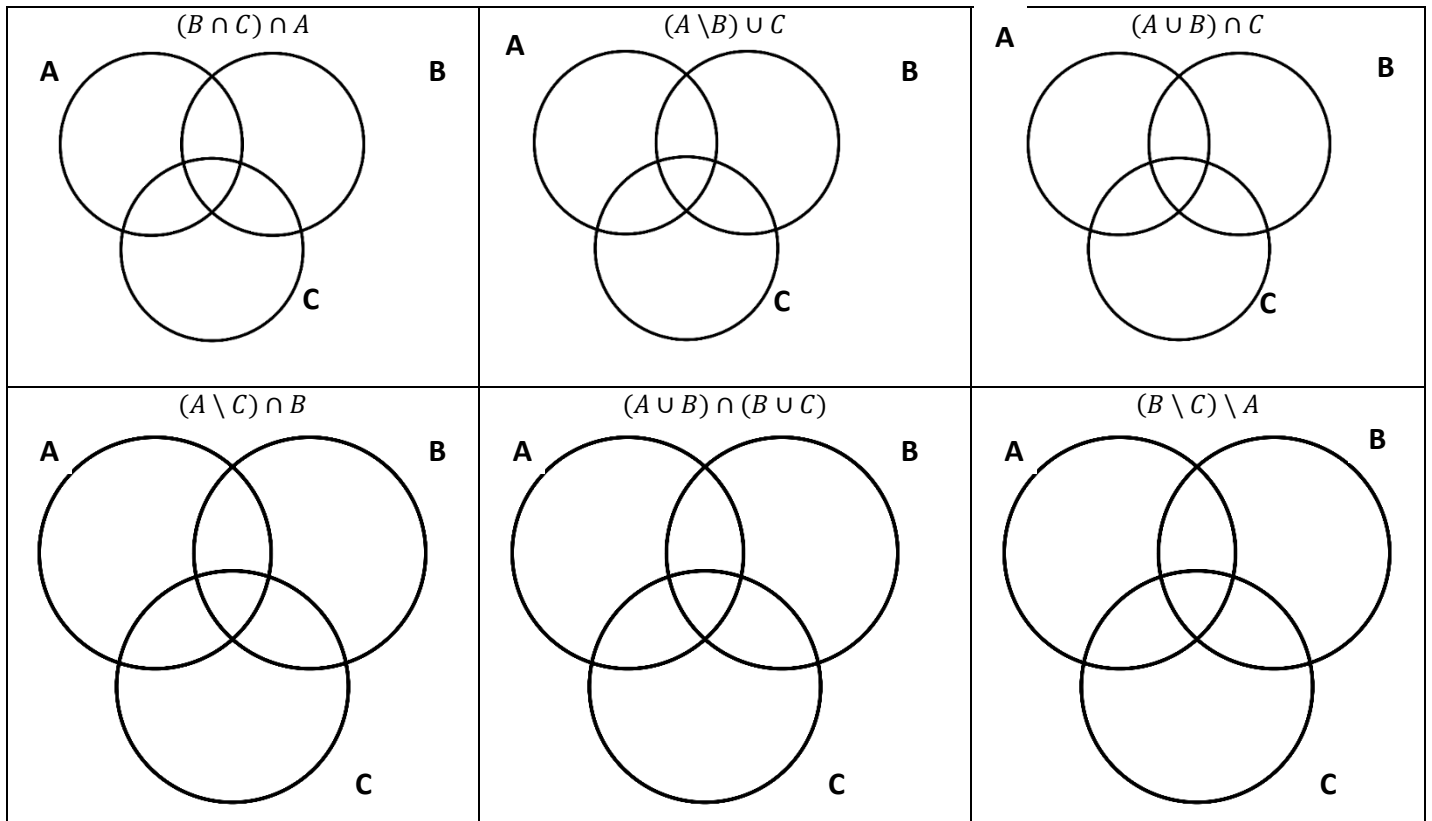 (B ∩ C) ∩ A
A
B
C
(A \ B) ∪ C
A
B
C
(A ∪ B) ∩ C
A
B
C
(A \ C) ∩ B
A
B
C
(A ∪ B) ∩ (B ∪ C)
A
B
C
(B \ C) \ A
A
B
C